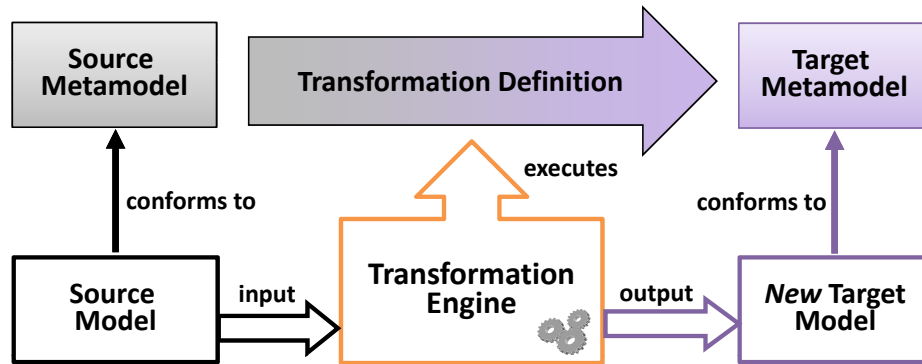 Source
Metamodel
Transformation Definition
Target
Metamodel
executes
conforms to
conforms to
Source
Model
input
Transformation
Engine
output
New Target
Model